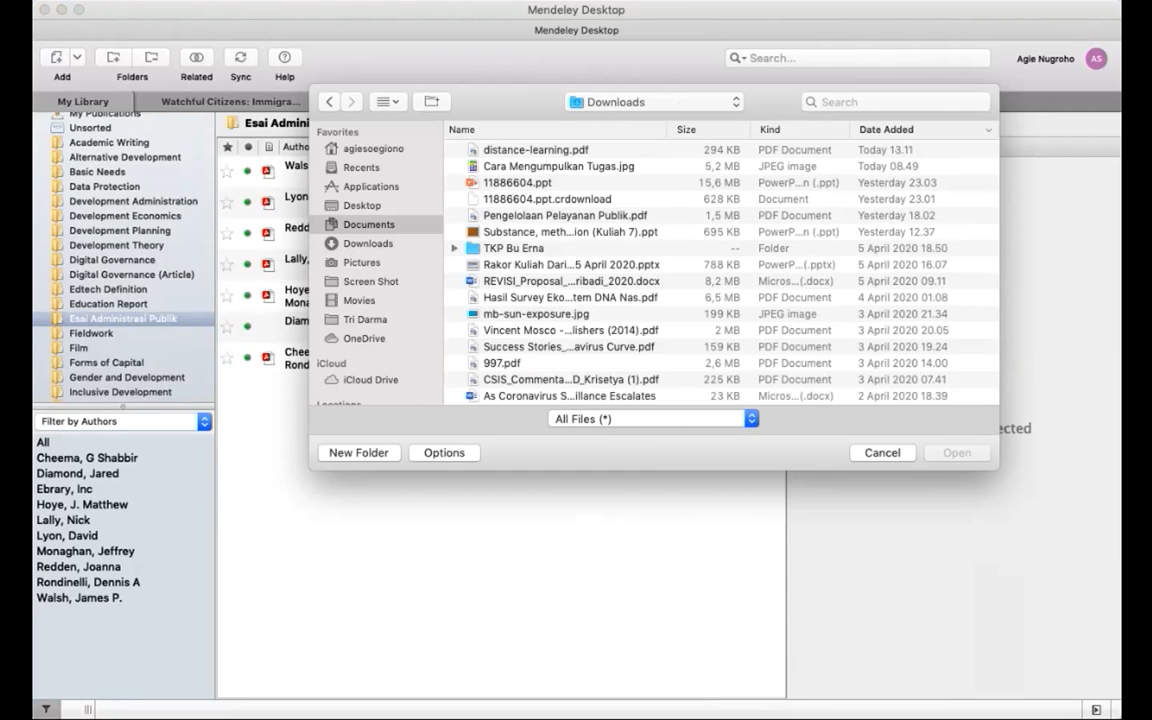 Mendeley Desktop
Mendeley Desktop
Add
Folders
Related
Sync
Help
Search...
Agie Nugroho
AS
My Library
Watchful Citizens: Immigra...
My Publications
Unsorted
Academic Writing
Alternative Development
Basic Needs
Data Protection
Development Administration
Development Economics
Development Planning
Development Theory
Digital Governance
Digital Governance (Article)
Edtech Definition
Education Report
Esai Administrasi Publik
Fieldwork
Film
Forms of Capital
Gender and Development
Inclusive Development
Filter by Authors
All
Cheema, G Shabbir
Diamond, Jared
Ebrary, Inc
Hoye, J. Matthew
Lally, Nick
Lyon, David
Monaghan, Jeffrey
Redden, Joanna
Rondinelli, Dennis A
Walsh, James P.
Esai Admini
Autho
Wals
Lyon
Redd
Lally,
Hoye
Mona
Diam
Chee
Rond
Downloads
Search
Favorites
agiesoegiono
Recents
Applications
Desktop
Documents
Downloads
Pictures
Screen Shot
Movies
Tri Darma
OneDrive
iCloud
iCloud Drive
Locations
Name Size Kind Date Added
distance-learning.pdf 294 KB PDF Document Today 13.11
Cara Mengumpulkan Tugas.jpg 5,2 MB JPEG image Today 08.49
11886604.ppt 15,6 MB PowerP...n (.ppt) Yesterday 23.03
11886604.ppt.crdownload 628 KB Document Yesterday 23.01
Pengelolaan Pelayanan Publik.pdf 1,5 MB PDF Document Yesterday 18.02
Substance, meth...ion (Kuliah 7).ppt 695 KB PowerP...n (.ppt) Yesterday 12.37
TKP Bu Erna -- Folder 5 April 2020 18.50
Rakor Kuliah Dari...5 April 2020.pptx 788 KB PowerP...(.pptx) 5 April 2020 16.07
REVISI_Proposal_...ribadi_2020.docx 8,2 MB Micros...(.docx) 5 April 2020 09.11
Hasil Survey Eko...tem DNA Nas.pdf 6,5 MB PDF Document 4 April 2020 01.08
mb-sun-exposure.jpg 199 KB JPEG image 3 April 2020 21.34
Vincent Mosco -...lishers (2014).pdf 2 MB PDF Document 3 April 2020 20.05
Success Stories_...avirus Curve.pdf 159 KB PDF Document 3 April 2020 19.24
997.pdf 2,6 MB PDF Document 3 April 2020 14.00
CSIS_Commenta...D_Krisetya (1).pdf 225 KB PDF Document 3 April 2020 07.41
As Coronavirus S...illance Escalates 23 KB Micros...(.docx) 2 April 2020 18.39
All Files (*)
New Folder
Options
Cancel
Open
ected